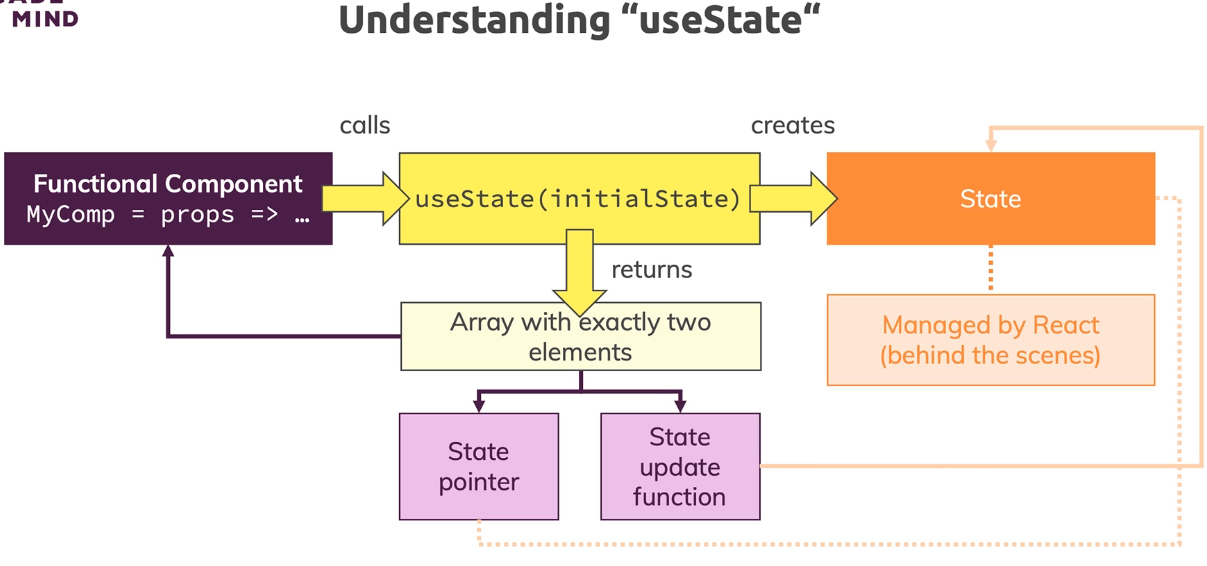 MIND
Understanding “useState“
calls
creates
Functional Component
MyComp = props => …
useState(initialState)
State
returns
Array with exactly two
elements
Managed by React
(behind the scenes)
State
pointer
State
update
function